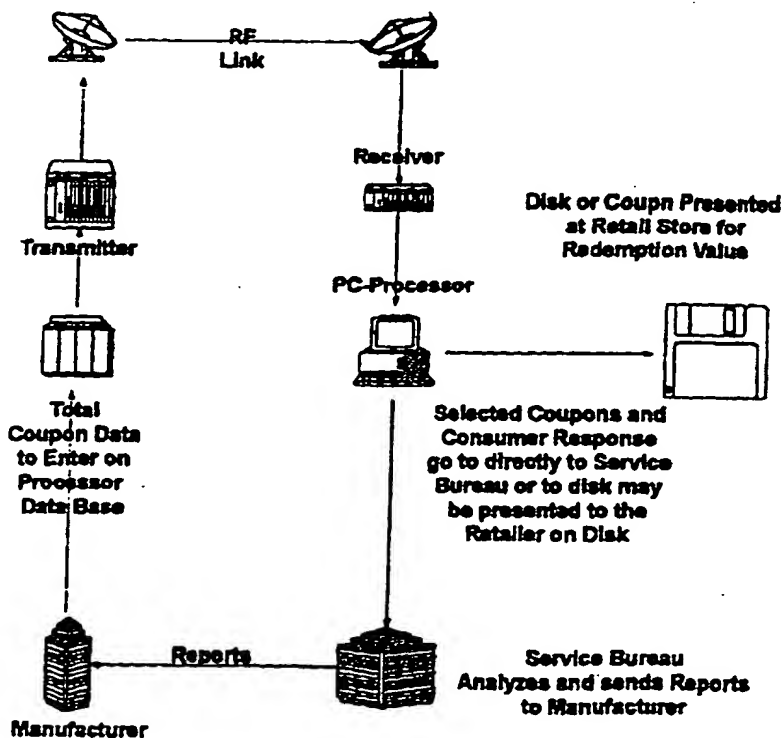 RF
Link
Receiver
Disk or Coupn Presented
at Retail Store for
Redemption Value
Transmitter
PC-Processor
Total
Coupon Data
to Enter on
Processor
Data Base
Selected Coupons and
Consumer Response
go to directly to Service
Bureau or to disk may
be presented to the
Retailer on Disk
Reports
Service Bureau
Analyzes and sends Reports
to Manufacturer
Manufacturer